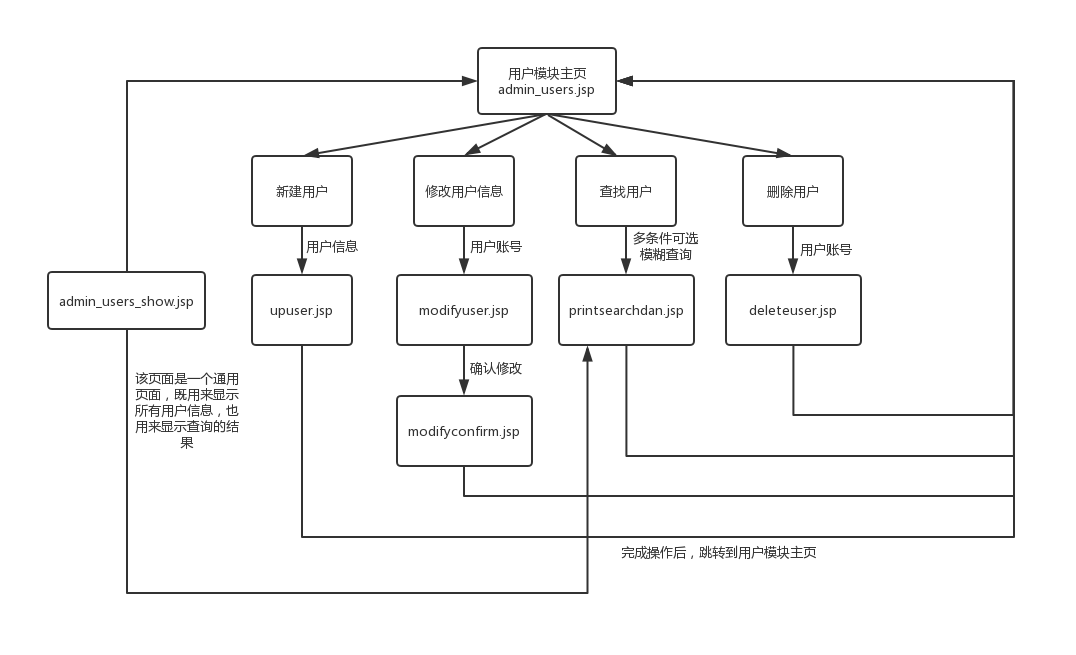 用户模块主页
admin_users.jsp
新建用户
修改用户信息
查找用户
删除用户
用户信息
用户账号
多条件可选
模糊查询
用户账号
admin_users_show.jsp
upuser.jsp
modifyuser.jsp
printsearchdan.jsp
deleteuser.jsp
确认修改
该页面是一个通用
页面，既用来显示
所有用户信息，也
用来显示查询的结
果
modifyconfirm.jsp
完成操作后，跳转到用户模块主页